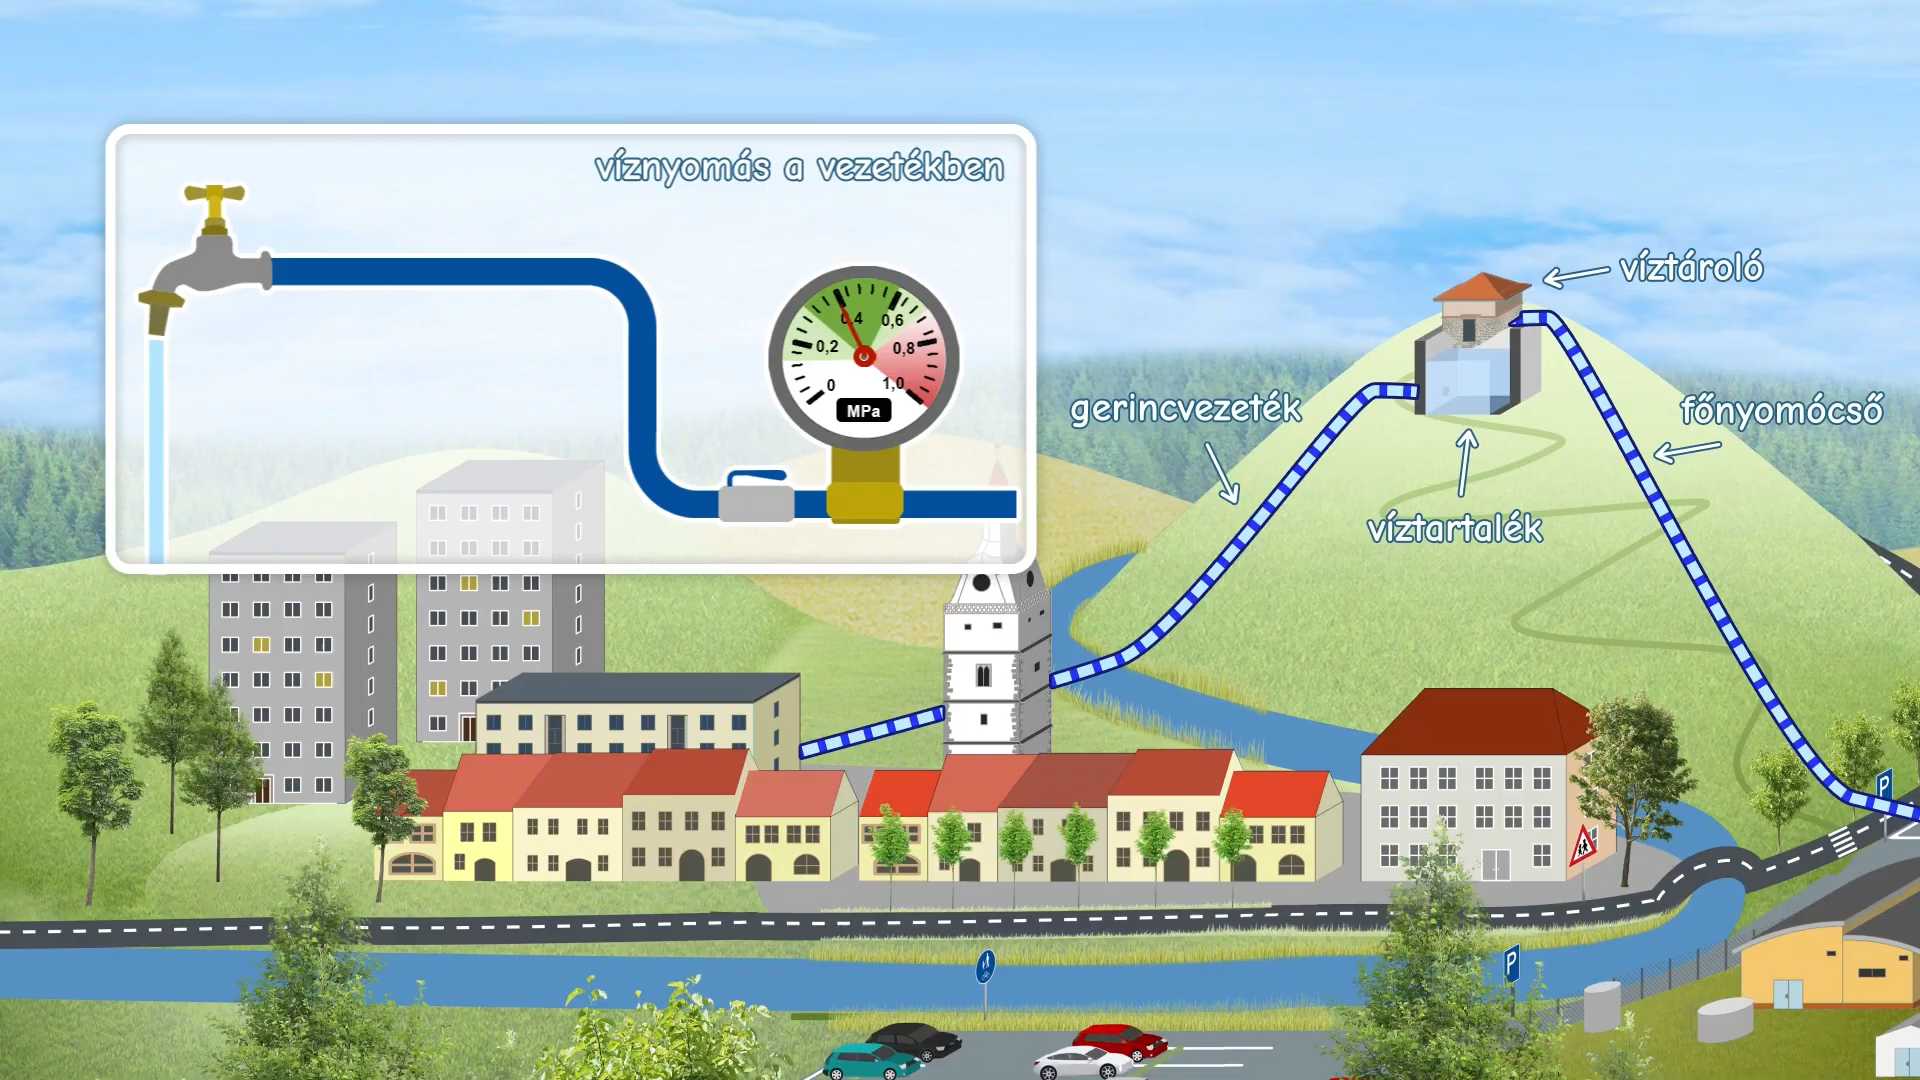 víznyomás a vezetékben
0,4
0,6
0,2
0,8
0
1,0
MPa
víztároló
gerincvezeték
főnyomócső
víztartalék
P
P